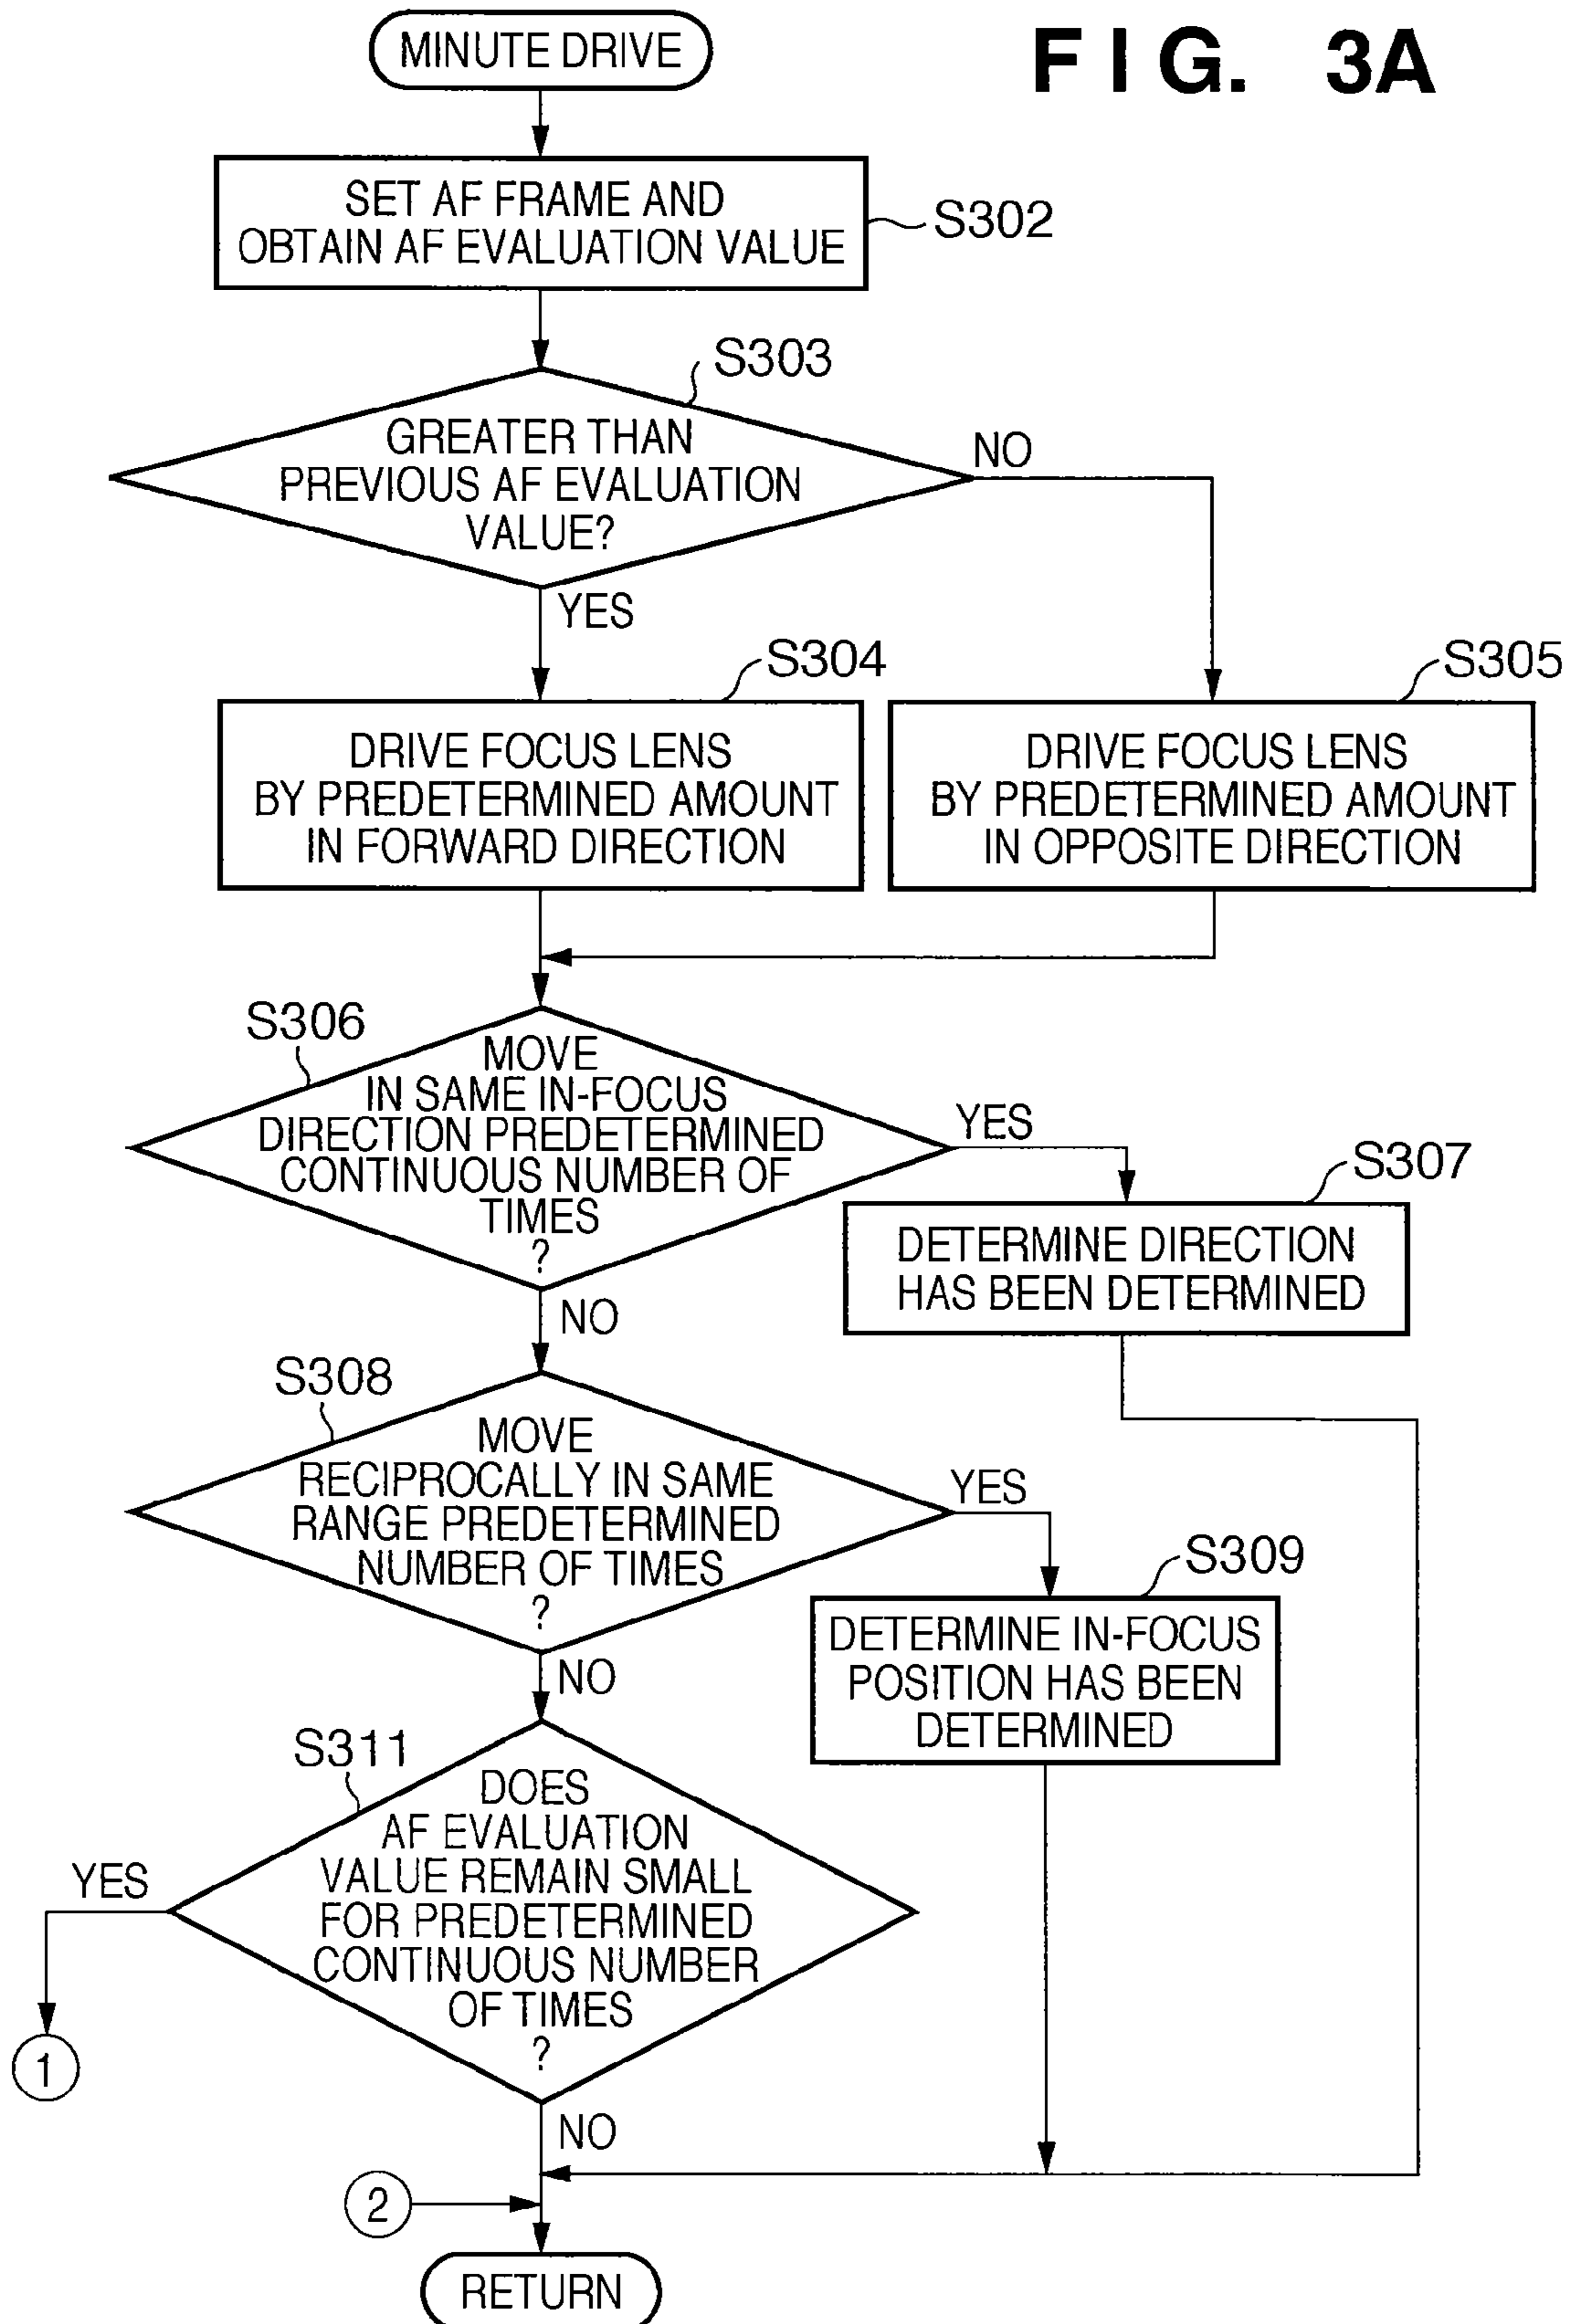 FIG. 3A
MINUTE DRIVE
SET AF FRAME AND
OBTAIN AF EVALUATION VALUE
S302
S303
GREATER THAN
PREVIOUS AF EVALUATION
VALUE?
NO
YES
S304
DRIVE FOCUS LENS
BY PREDETERMINED AMOUNT
IN FORWARD DIRECTION
S305
DRIVE FOCUS LENS
BY PREDETERMINED AMOUNT
IN OPPOSITE DIRECTION
S306
MOVE
IN SAME IN-FOCUS
DIRECTION PREDETERMINED
CONTINUOUS NUMBER OF
TIMES
?
YES
S307
DETERMINE DIRECTION
HAS BEEN DETERMINED
NO
S308
MOVE
RECIPROCALLY IN SAME
RANGE PREDETERMINED
NUMBER OF TIMES
?
YES
S309
DETERMINE IN-FOCUS
POSITION HAS BEEN
DETERMINED
NO
S311
DOES
AF EVALUATION
VALUE REMAIN SMALL
FOR PREDETERMINED
CONTINUOUS NUMBER
OF TIMES
?
YES
1
NO
2
RETURN